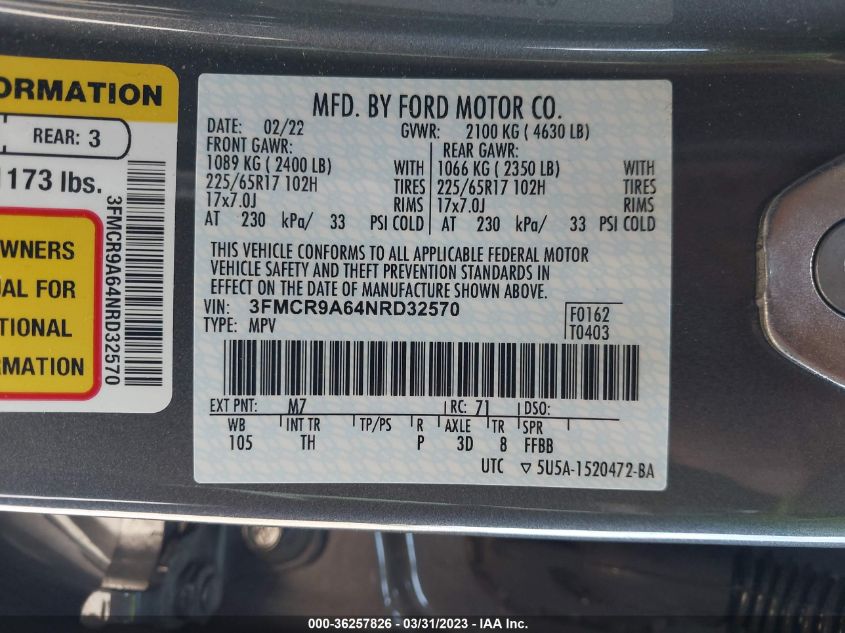 ORMATION
REAR: 3
1173 lbs.
WNERS
AL FOR
TIONAL
RMATION
3FMCR9A64NRD32570
MFD. BY FORD MOTOR CO.
DATE: 02/22 GVWR: 2100 KG ( 4630 LB)
FRONT GAWR: REAR GAWR:
1089 KG ( 2400 LB) WITH 1066 KG ( 2350 LB) WITH
225/65R17 102H TIRES 225/65R17 102H TIRES
17x7.0J RIMS 17x7.0J RIMS
AT 230 kPa/ 33 PSI COLD AT 230 kPa/ 33 PSI COLD
THIS VEHICLE CONFORMS TO ALL APPLICABLE FEDERAL MOTOR
VEHICLE SAFETY AND THEFT PREVENTION STANDARDS IN
EFFECT ON THE DATE OF MANUFACTURE SHOWN ABOVE.
VIN: 3FMCR9A64NRD32570 F0162
TYPE: MPV T0403
EXT PNT: M7 RC: 71 DSO:
WB INT TR TP/PS R AXLE TR SPR
105 TH P 3D 8 FFBB
UTC ▽ 5U5A-1520472-BA
000-36257826 - 03/31/2023 - IAA Inc.